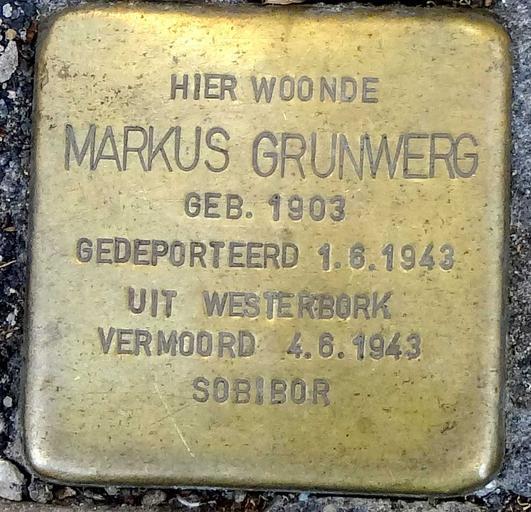 HIER WOONDE
MARKUS GRUNWERG
GEB. 1903
GEDEPORTEERD 1.6.1943
UIT WESTERBORK
VERMOORD 4.6.1943
SOBIBOR